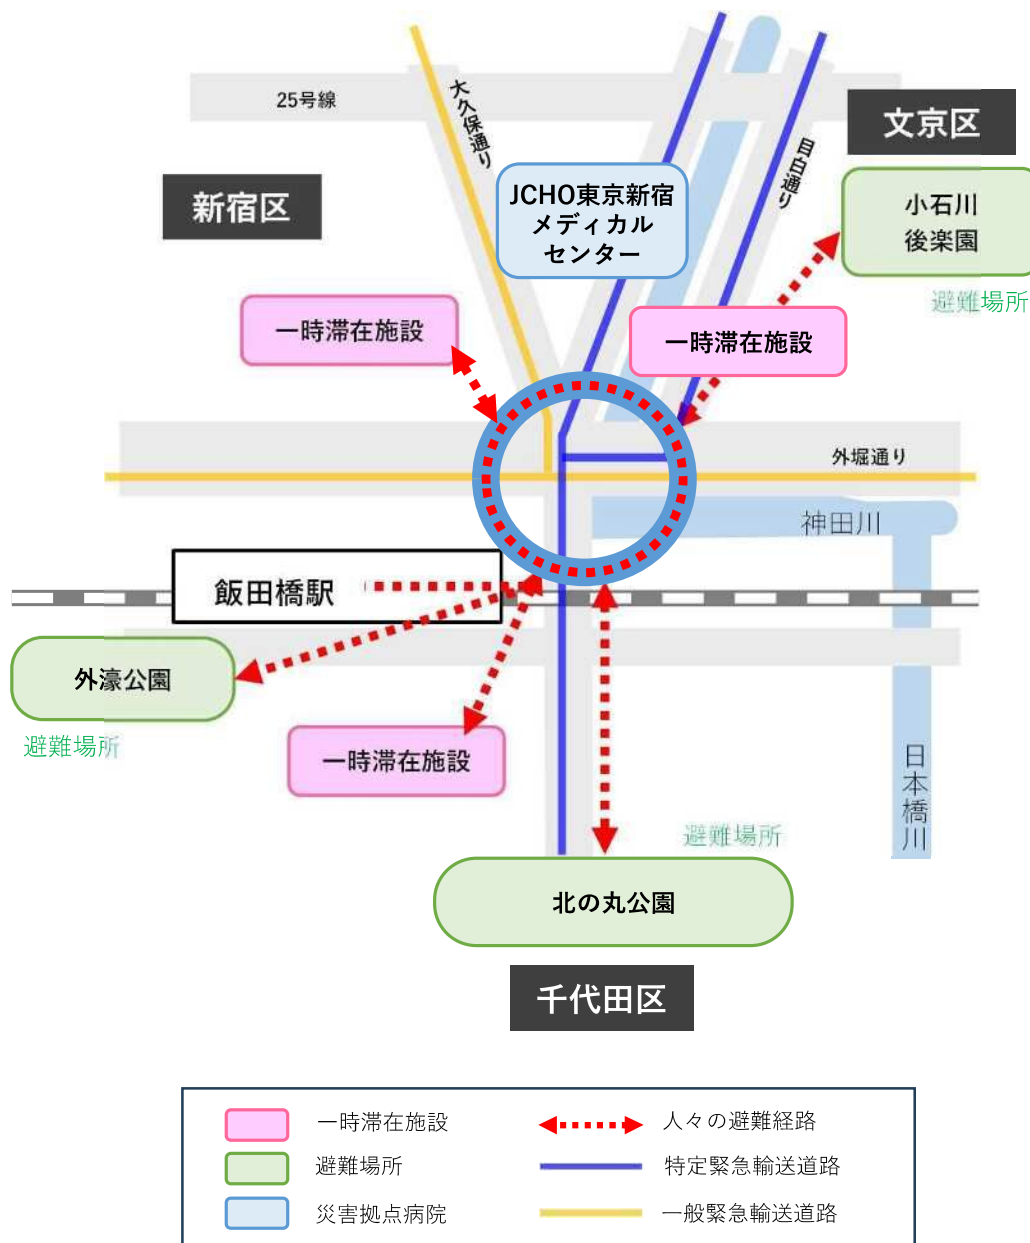 25号線
大久保通り
文京区
目白通り
新宿区
JCHO東京新宿
メディカル
センター
小石川
後楽園
避難場所
一時滞在施設
一時滞在施設
外堀通り
神田川
飯田橋駅
外濠公園
避難場所
一時滞在施設
日本橋川
避難場所
北の丸公園
千代田区
一時滞在施設
人々の避難経路
避難場所
特定緊急輸送道路
災害拠点病院
一般緊急輸送道路